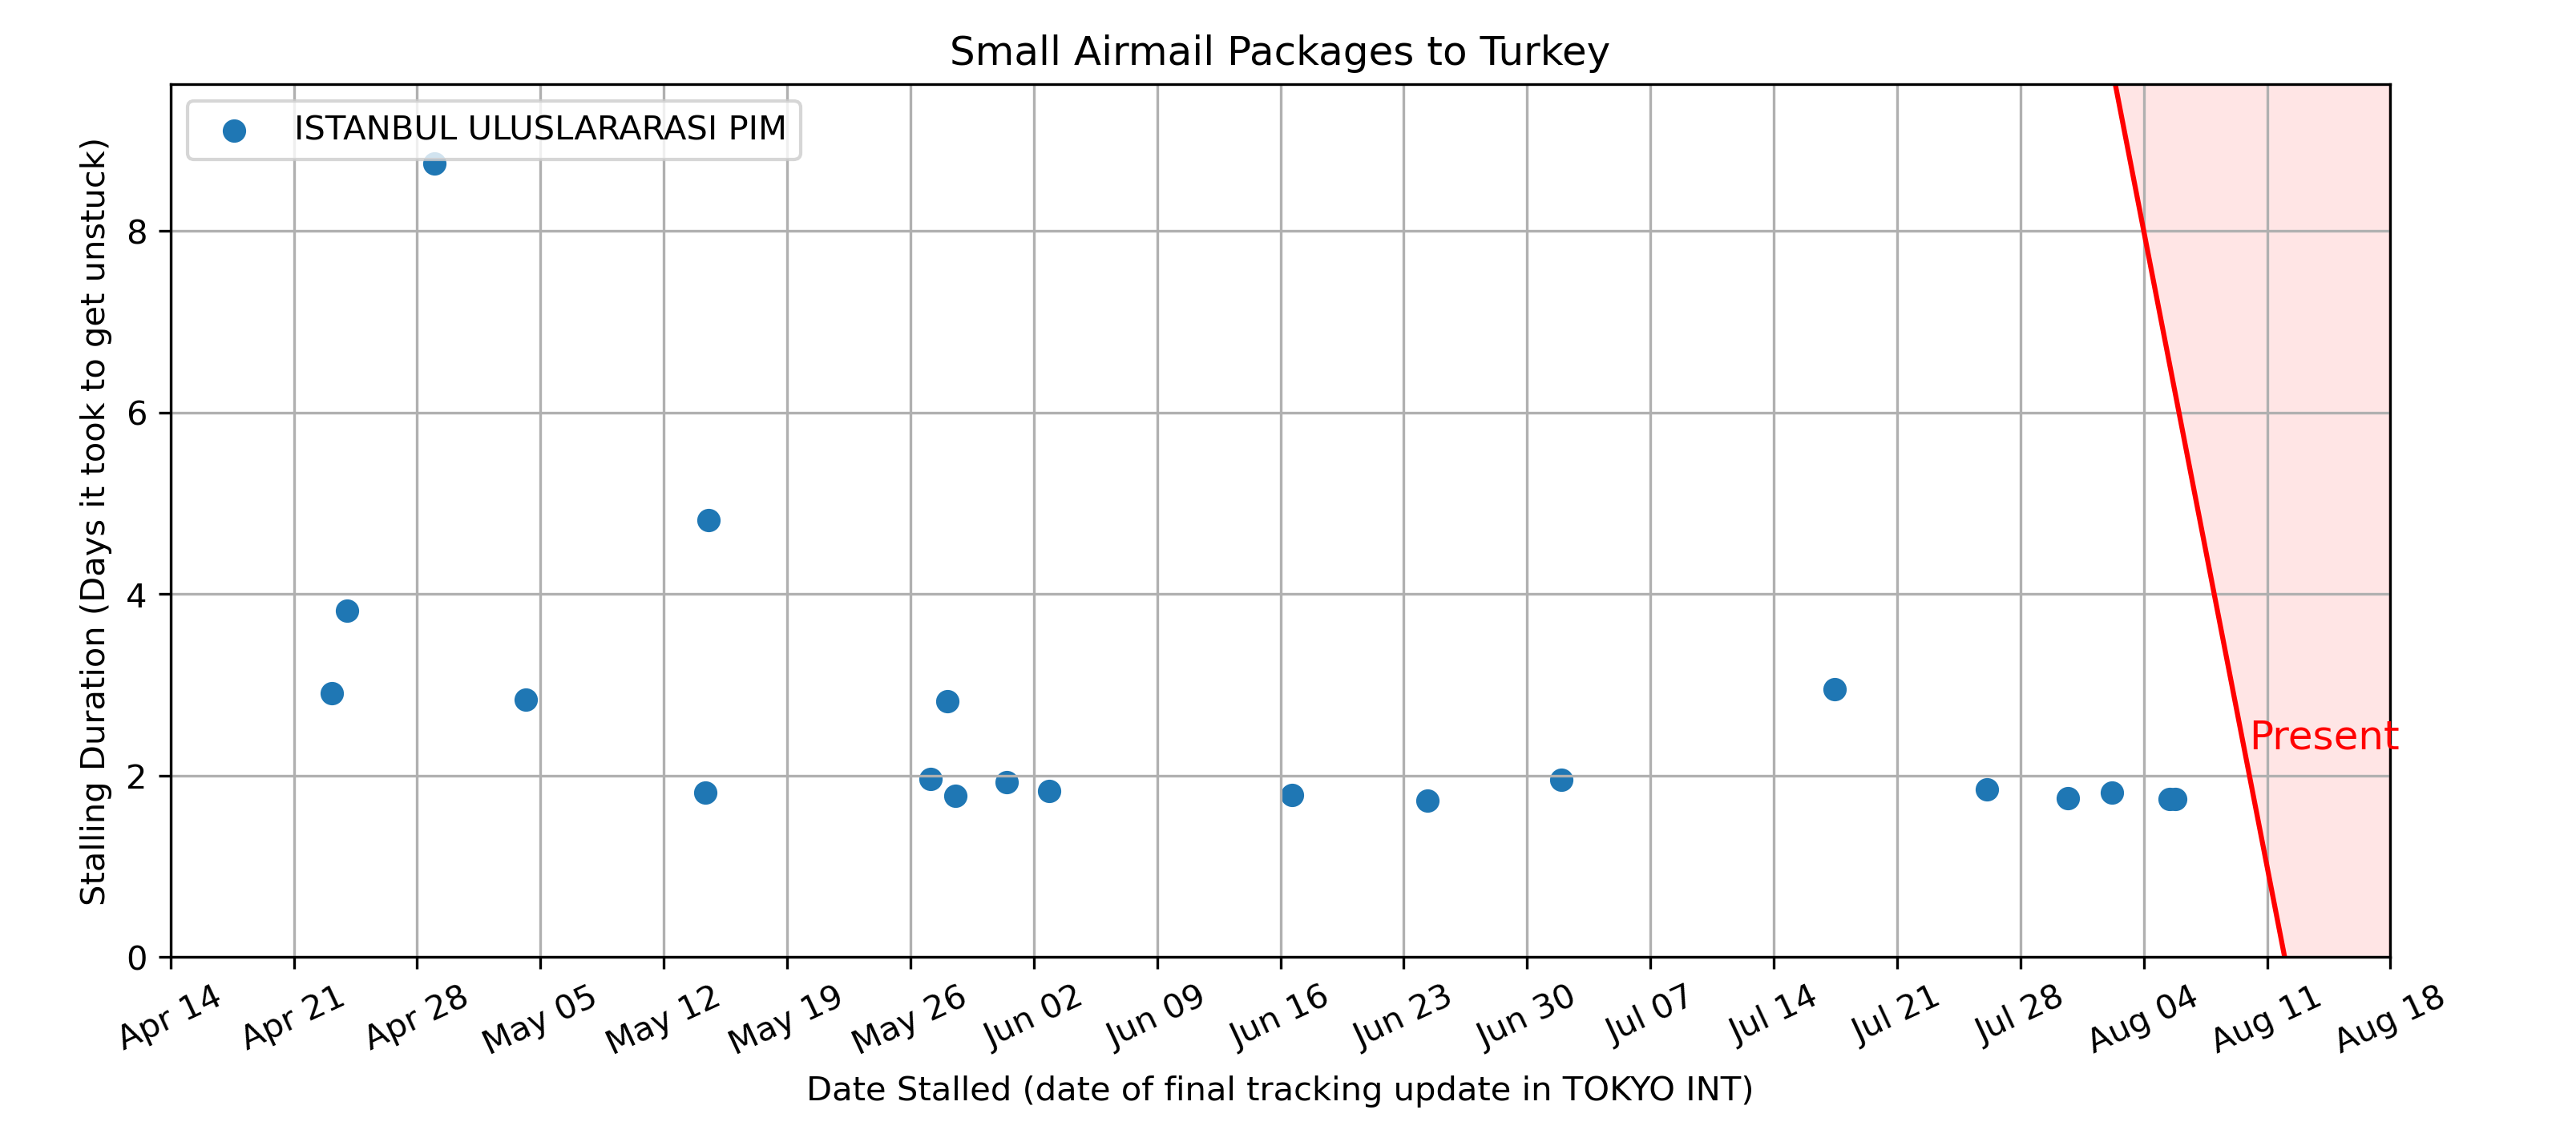 Small Airmail Packages to Turkey
ISTANBUL ULUSLARARASI PIM
Stalling Duration (Days it took to get unstuck)
8
6
4
2
0
Present
Apr 14
Apr 21
Apr 28
May 05
May 12
May 19
May 26
Jun 02
Jun 09
Jun 16
Jun 23
Jun 30
Jul 07
Jul 14
Jul 21
Jul 28
Aug 04
Aug 11
Aug 18
Date Stalled (date of final tracking update in TOKYO INT)